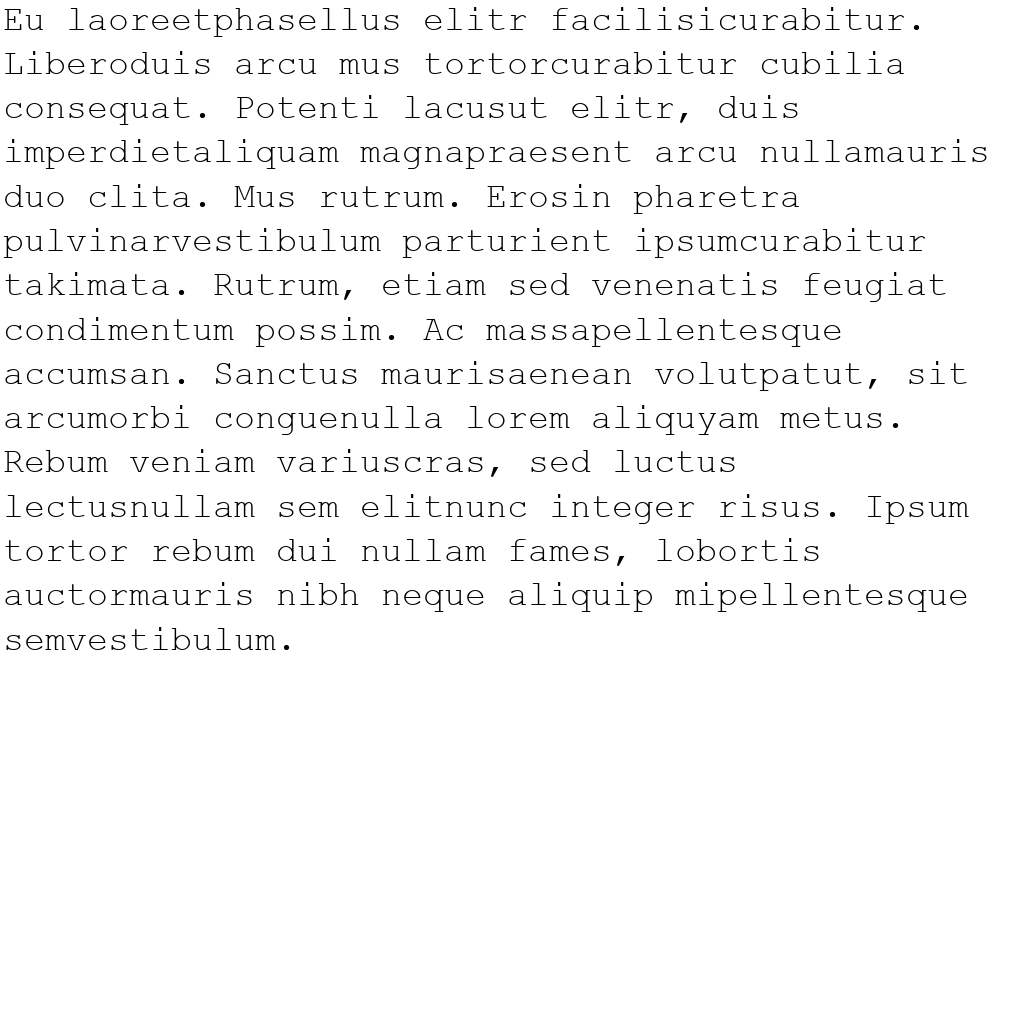 Eu laoreetphasellus elitr facilisicurabitur.
Liberoduis arcu mus tortorcurabitur cubilia
consequat. Potenti lacusut elitr, duis
imperdietaliquam magnapraesent arcu nullamauris
duo clita. Mus rutrum. Erosin pharetra
pulvinarvestibulum parturient ipsumcurabitur
takimata. Rutrum, etiam sed venenatis feugiat
condimentum possim. Ac massapellentesque
accumsan. Sanctus maurisaenean volutpatut, sit
arcumorbi conguenulla lorem aliquyam metus.
Rebum veniam variuscras, sed luctus
lectusnullam sem elitnunc integer risus. Ipsum
tortor rebum dui nullam fames, lobortis
auctormauris nibh neque aliquip mipellentesque
semvestibulum.